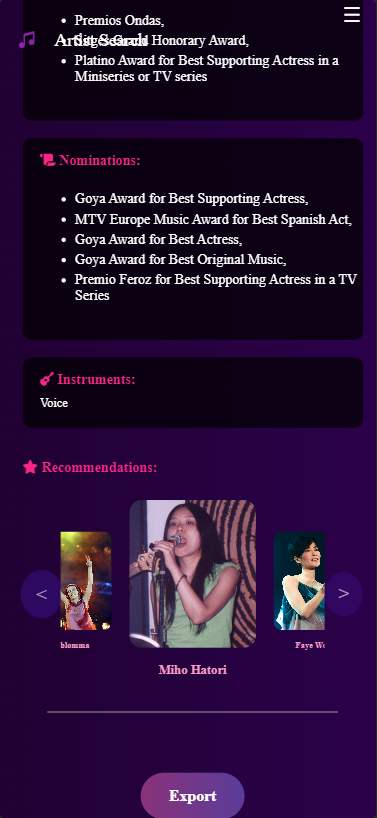 Premios Ondas,
Artist Search
Sitges Grand Honorary Award,
Platino Award for Best Supporting Actress in a
Miniseries or TV series
Nominations:
Goya Award for Best Supporting Actress,
MTV Europe Music Award for Best Spanish Act,
Goya Award for Best Actress,
Goya Award for Best Original Music,
Premio Feroz for Best Supporting Actress in a TV
Series
Instruments:
Voice
Recommendations:
<
>
blomma
Miho Hatori
Faye Wo
Export